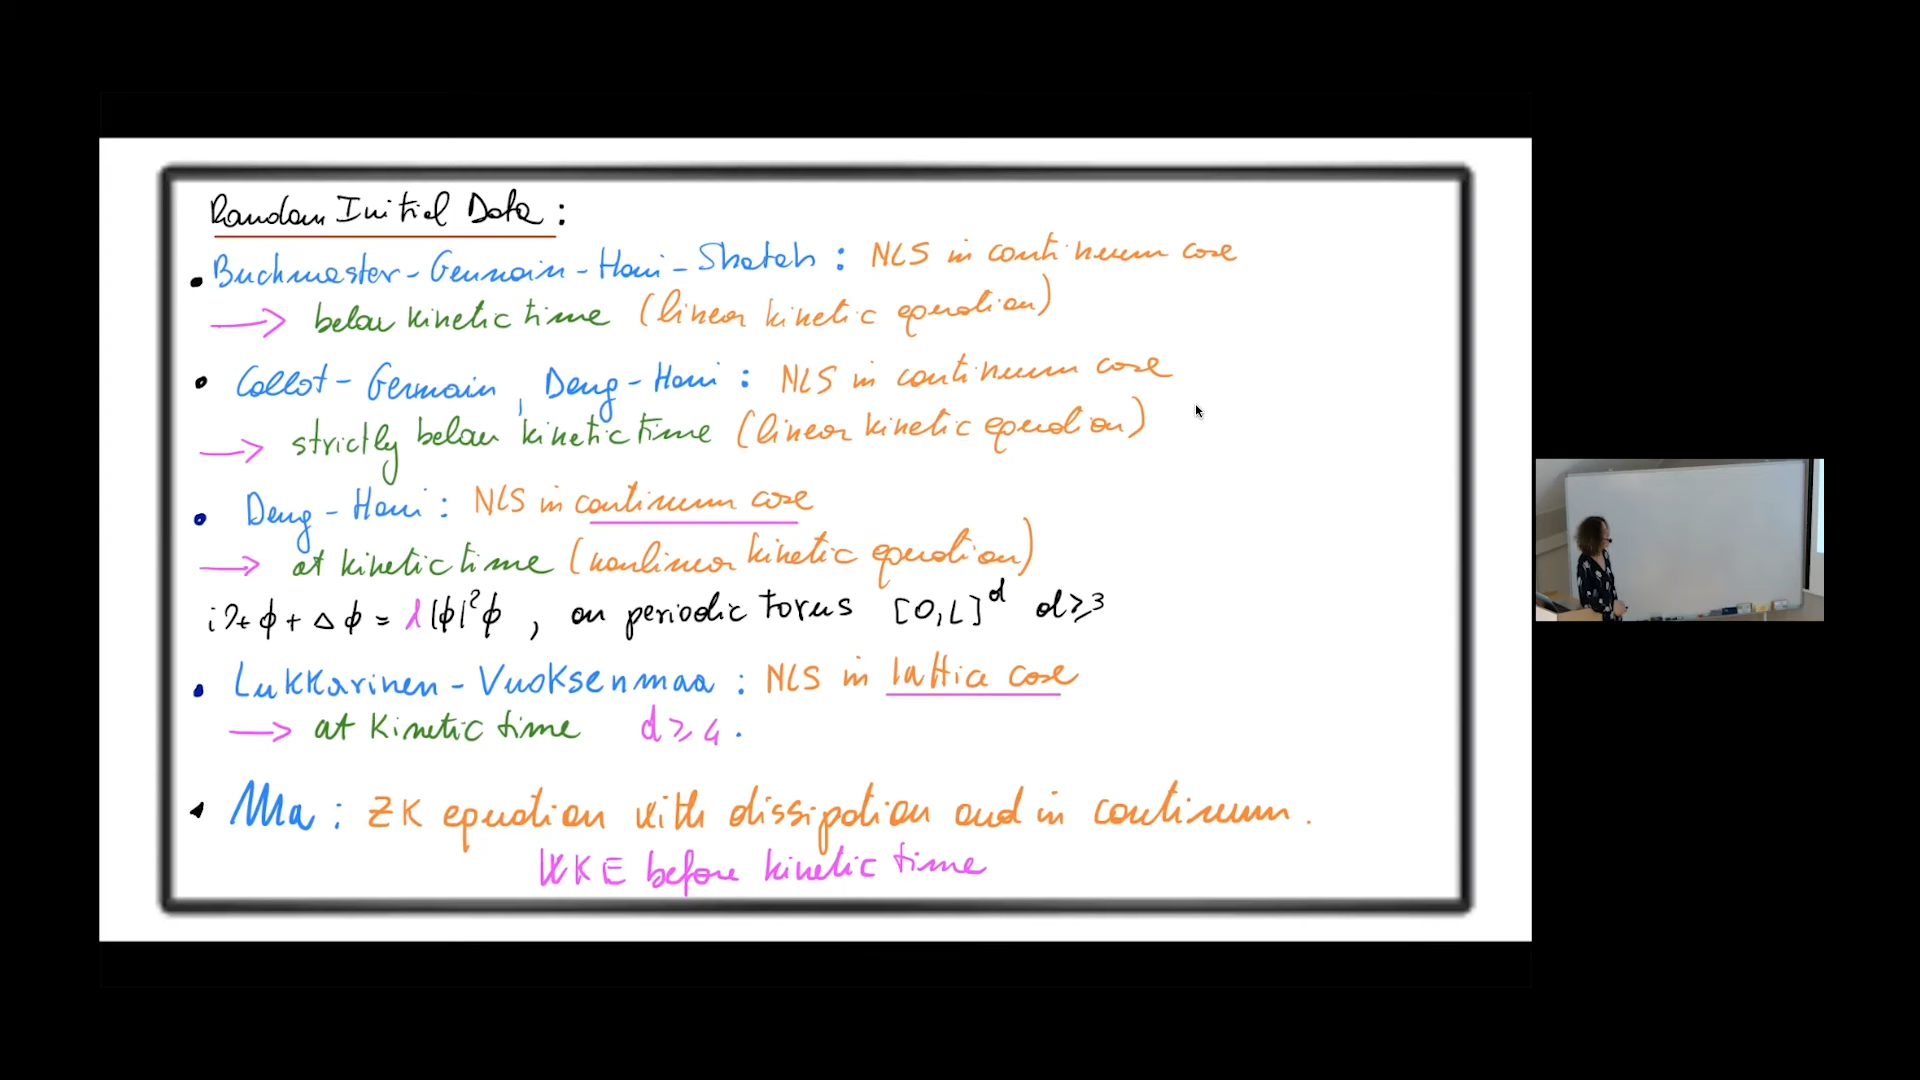 Random Initial Data :
• Buchmaster - Germain - Hani - Shatah : NLS in continuum case
→ below kinetic time (linear kinetic equation)
• Collot - Germain , Deng - Hani : NLS in continuum case
→ strictly below kinetic time (linear kinetic equation)
• Deng - Hani : NLS in continuum case
→ at kinetic time (nonlinear kinetic equation)
i∂t ϕ + Δ ϕ = λ |ϕ|²ϕ , on periodic torus [0,L]^d d⩾3
• Lukkarinen - Vuoksenmaa : NLS in lattice case
→ at kinetic time d⩾4.
• Ma : ZK equation with dissipation and in continuum.
WKE before kinetic time